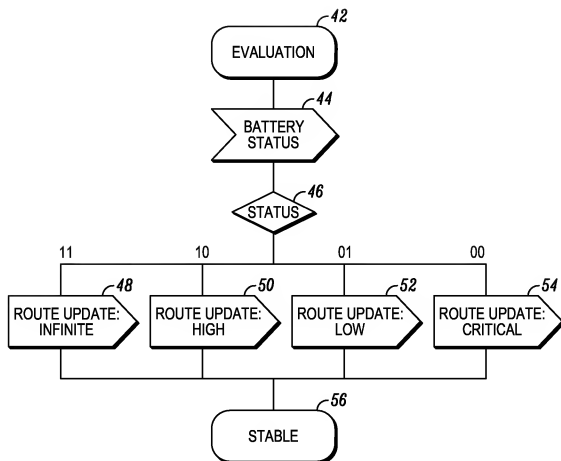 42
EVALUATION
44
BATTERY
STATUS
46
STATUS
11
10
01
00
48
ROUTE UPDATE:
INFINITE
50
ROUTE UPDATE:
HIGH
52
ROUTE UPDATE:
LOW
54
ROUTE UPDATE:
CRITICAL
56
STABLE